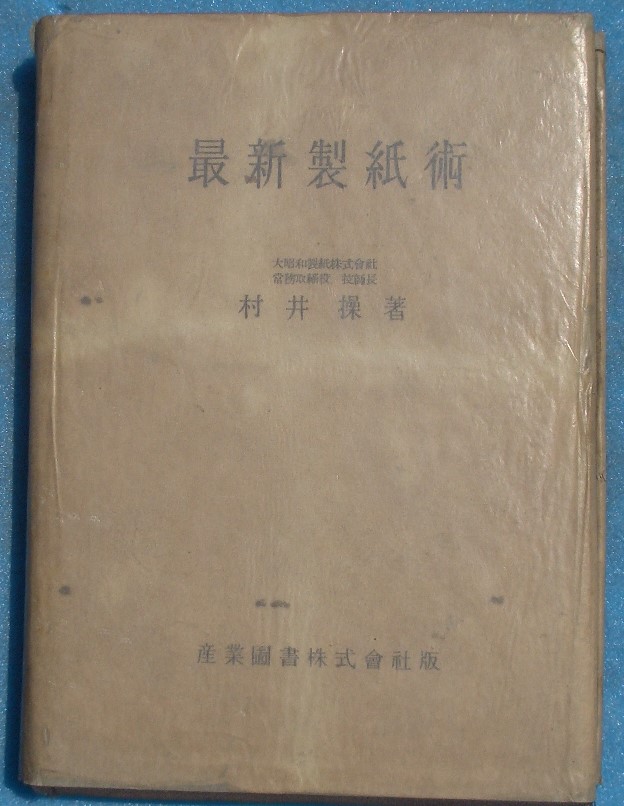 最新製紙術
大昭和製紙株式會社
常務取締役 技師長
村井操著
産業圖書株式會社版